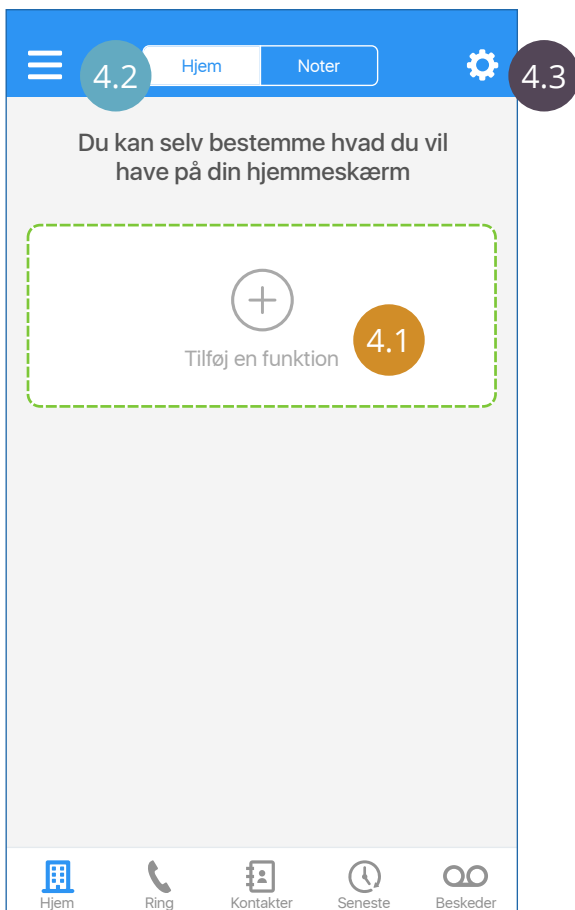 4.2
Hjem
Noter
4.3
Du kan selv bestemme hvad du vil
have på din hjemmeskærm
Tilføj en funktion
4.1
Hjem
Ring
Kontakter
Seneste
Beskeder